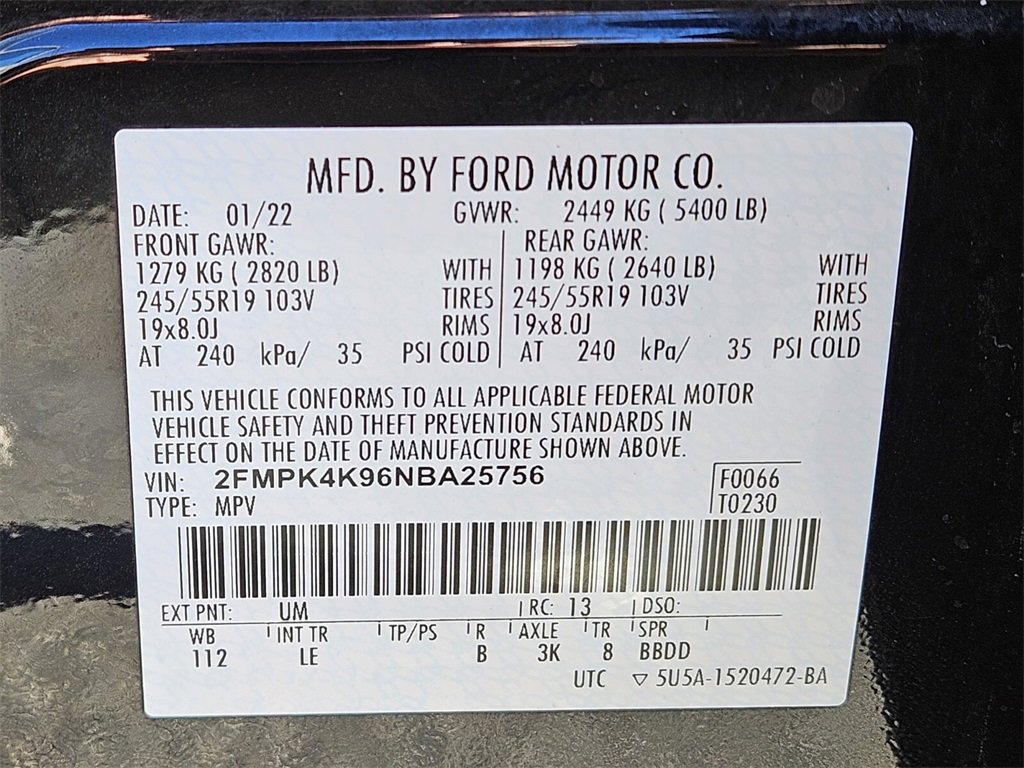 MFD. BY FORD MOTOR CO.
DATE: 01/22 GVWR: 2449 KG ( 5400 LB)
FRONT GAWR: REAR GAWR:
1279 KG ( 2820 LB) WITH 1198 KG ( 2640 LB) WITH
245/55R19 103V TIRES 245/55R19 103V TIRES
19x8.0J RIMS 19x8.0J RIMS
AT 240 kPa/ 35 PSI COLD AT 240 kPa/ 35 PSI COLD
THIS VEHICLE CONFORMS TO ALL APPLICABLE FEDERAL MOTOR
VEHICLE SAFETY AND THEFT PREVENTION STANDARDS IN
EFFECT ON THE DATE OF MANUFACTURE SHOWN ABOVE.
VIN: 2FMPK4K96NBA25756 F0066
TYPE: MPV T0230
EXT PNT: UM RC: 13 DSO:
WB INT TR TP/PS R AXLE TR SPR
112 LE B 3K 8 BBDD
UTC ▽ 5U5A-1520472-BA